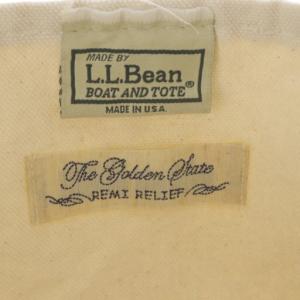 MADE BY
L.L.Bean
BOAT AND TOTE®
MADE IN U.S.A.
The Golden State
REMI RELIEF